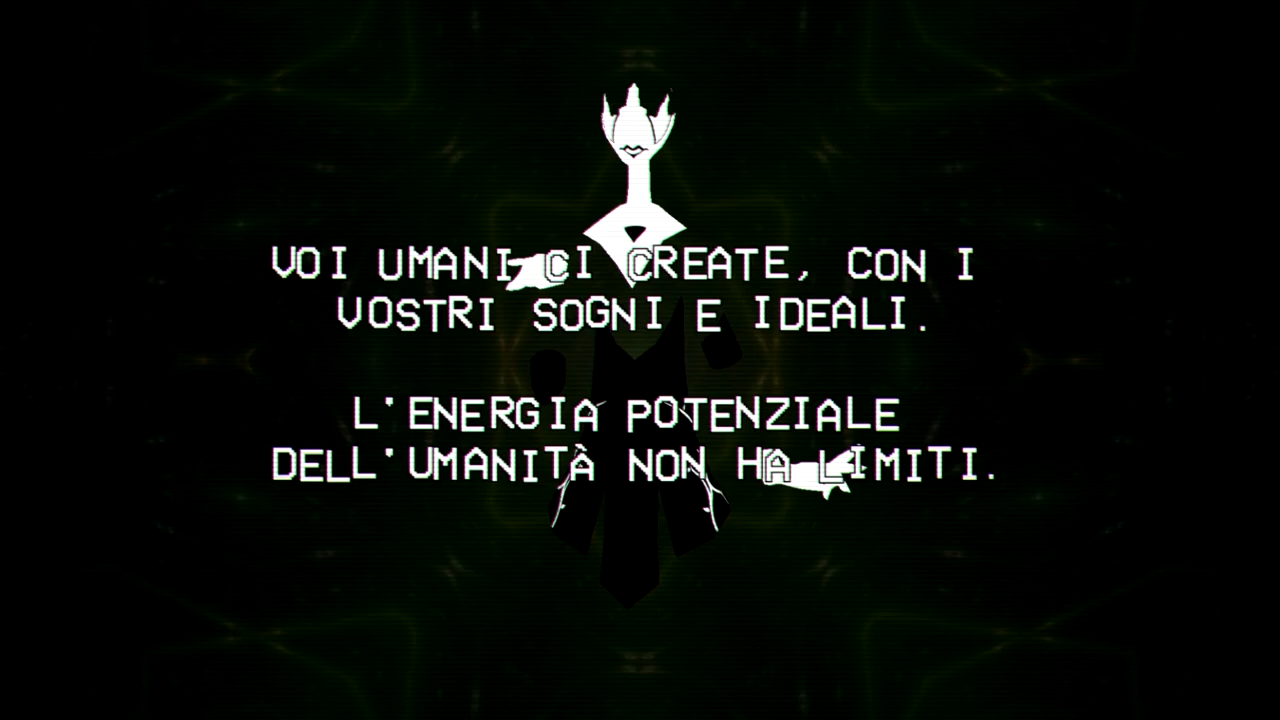 VOI UMANI CI CREATE, CON I
VOSTRI SOGNI E IDEALI.
L'ENERGIA POTENZIALE
DELL'UMANITÀ NON HA LIMITI.